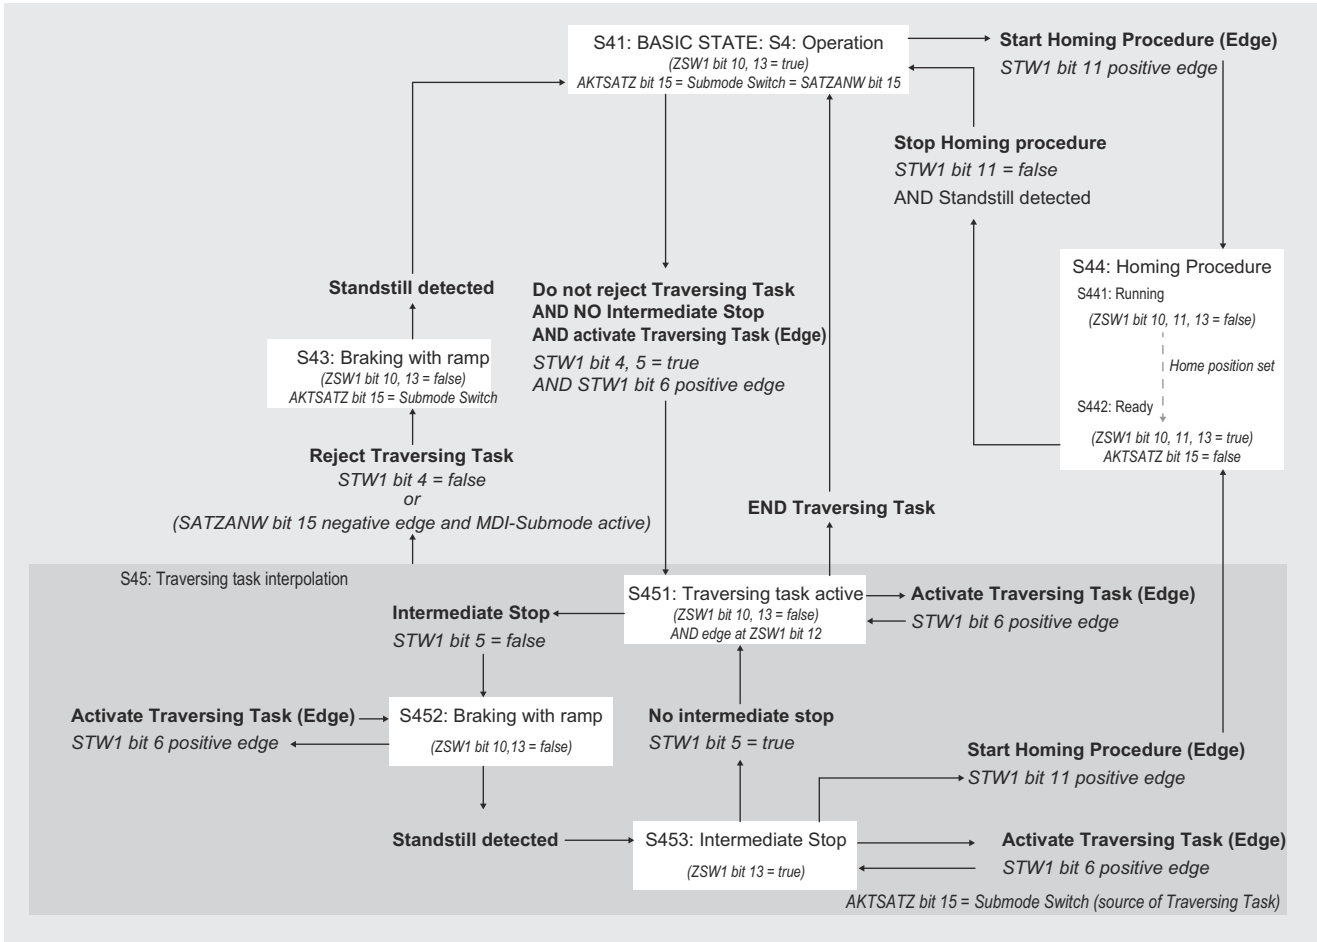 S41: BASIC STATE: S4: Operation
(ZSW1 bit 10, 13 = true)
AKTSATZ bit 15 = Submode Switch = SATZANW bit 15
Start Homing Procedure (Edge)
STW1 bit 11 positive edge
Stop Homing procedure
STW1 bit 11 = false
AND Standstill detected
S44: Homing Procedure
S441: Running
(ZSW1 bit 10, 11, 13 = false)
Home position set
S442: Ready
(ZSW1 bit 10, 11, 13 = true)
AKTSATZ bit 15 = false
Standstill detected
Do not reject Traversing Task
AND NO Intermediate Stop
AND activate Traversing Task (Edge)
STW1 bit 4, 5 = true
AND STW1 bit 6 positive edge
S43: Braking with ramp
(ZSW1 bit 10, 13 = false)
AKTSATZ bit 15 = Submode Switch
Reject Traversing Task
STW1 bit 4 = false
or
(SATZANW bit 15 negative edge and MDI-Submode active)
END Traversing Task
S45: Traversing task interpolation
S451: Traversing task active
(ZSW1 bit 10, 13 = false)
AND edge at ZSW1 bit 12
Activate Traversing Task (Edge)
STW1 bit 6 positive edge
Intermediate Stop
STW1 bit 5 = false
Activate Traversing Task (Edge)
STW1 bit 6 positive edge
S452: Braking with ramp
(ZSW1 bit 10,13 = false)
No intermediate stop
STW1 bit 5 = true
Start Homing Procedure (Edge)
STW1 bit 11 positive edge
Standstill detected
S453: Intermediate Stop
(ZSW1 bit 13 = true)
Activate Traversing Task (Edge)
STW1 bit 6 positive edge
AKTSATZ bit 15 = Submode Switch (source of Traversing Task)